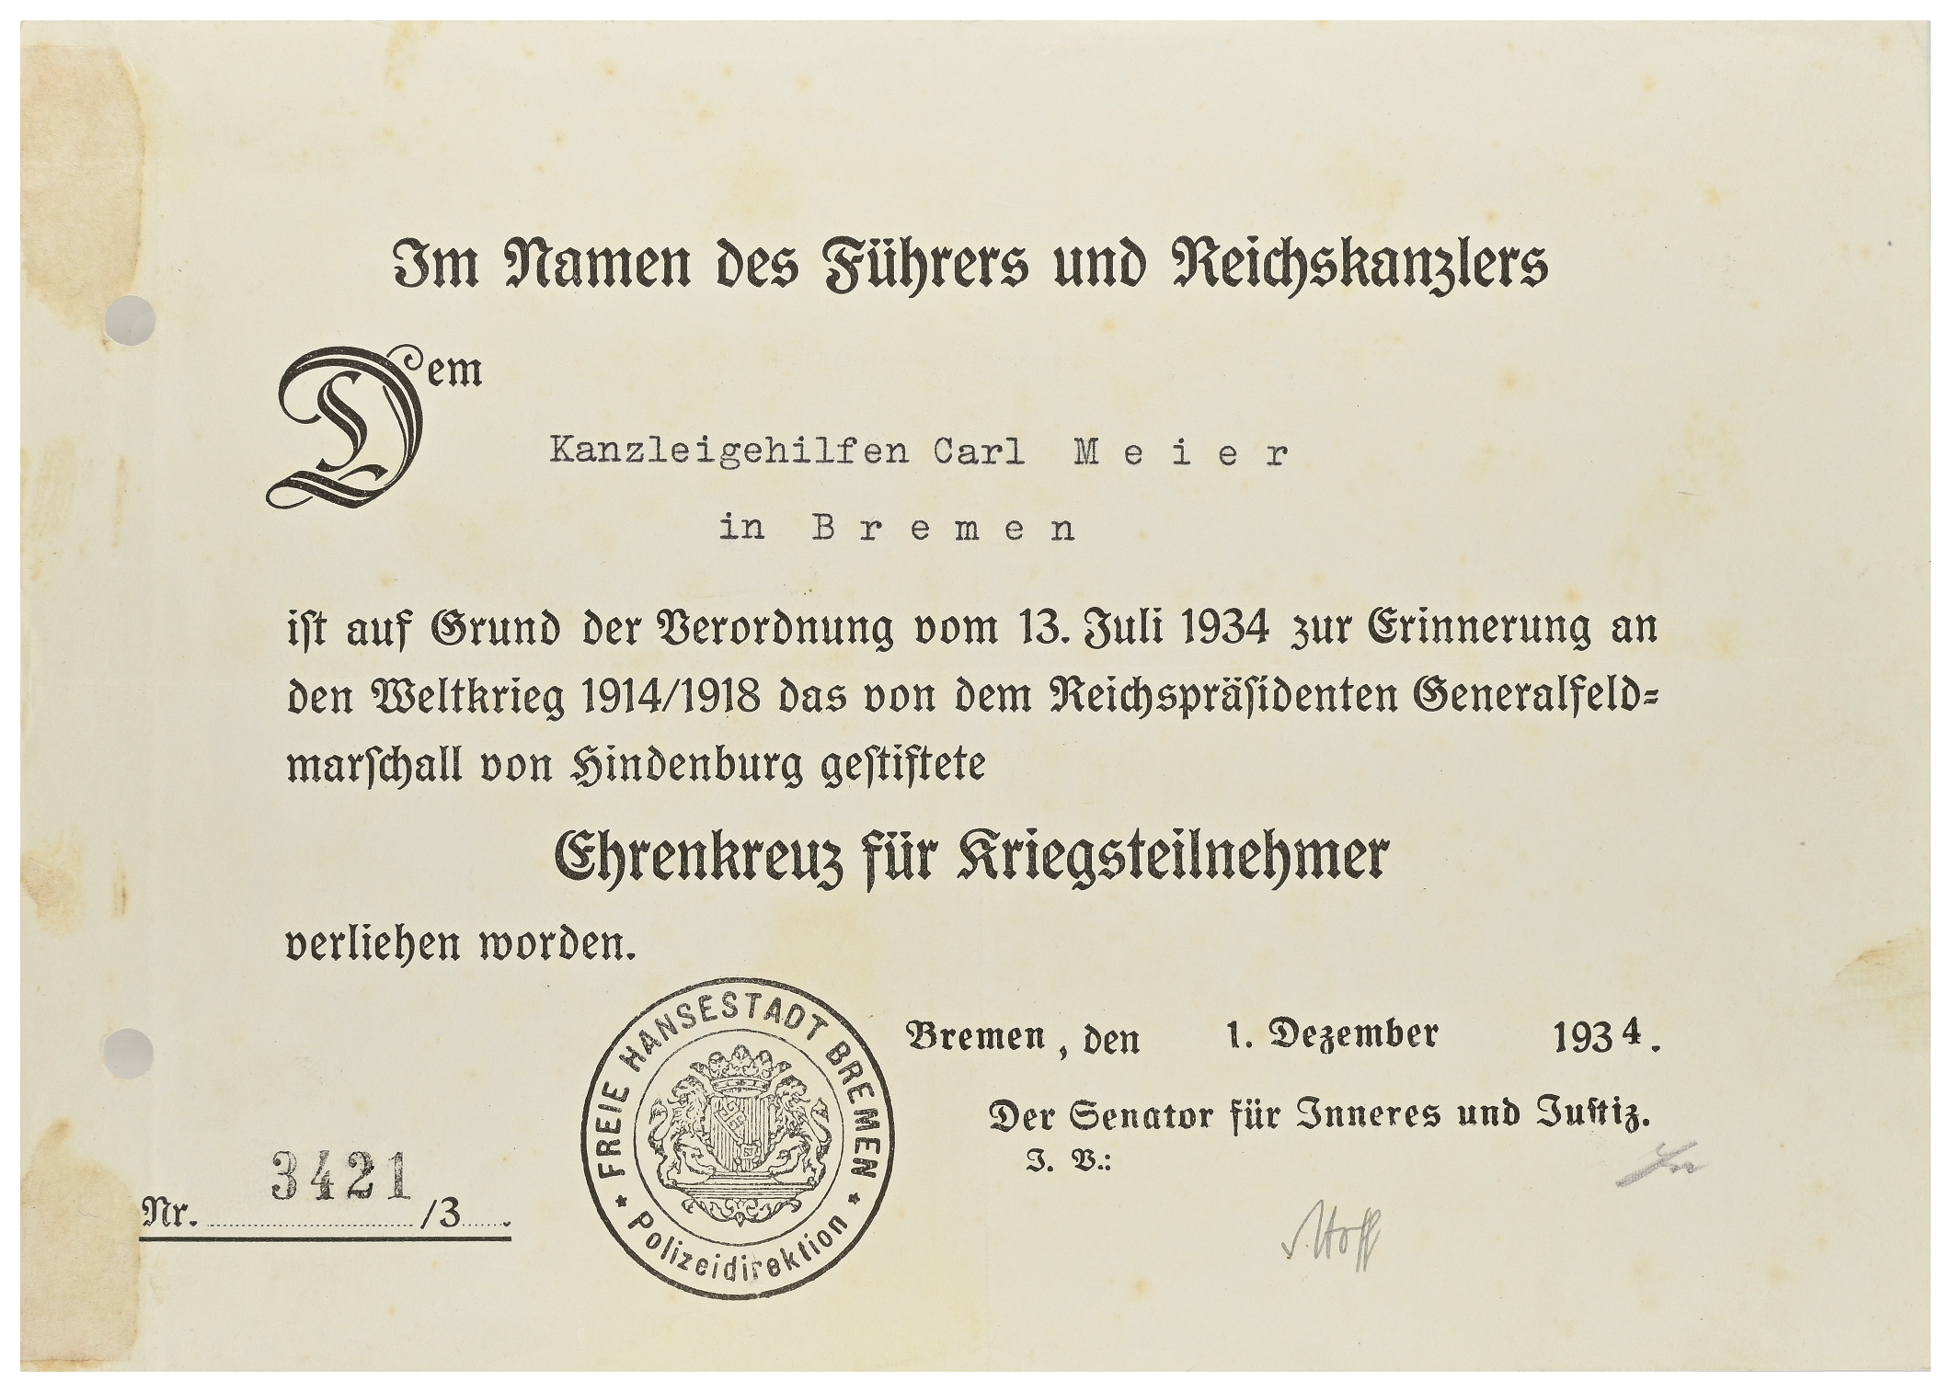 Im Namen des Führers und Reichskanzlers
Dem
Kanzleigehilfen Carl Meier
in Bremen
ist auf Grund der Verordnung vom 13. Juli 1934 zur Erinnerung an
den Weltkrieg 1914/1918 das von dem Reichspräsidenten Generalfeld-
marschall von Hindenburg gestiftete
Ehrenkreuz für Kriegsteilnehmer
verliehen worden.
Bremen, den 1. Dezember 1934.
Der Senator für Inneres und Justiz.
I. V.:
Nr. 3421/3.
FREIE HANSESTADT BREMEN
Polizeidirektion